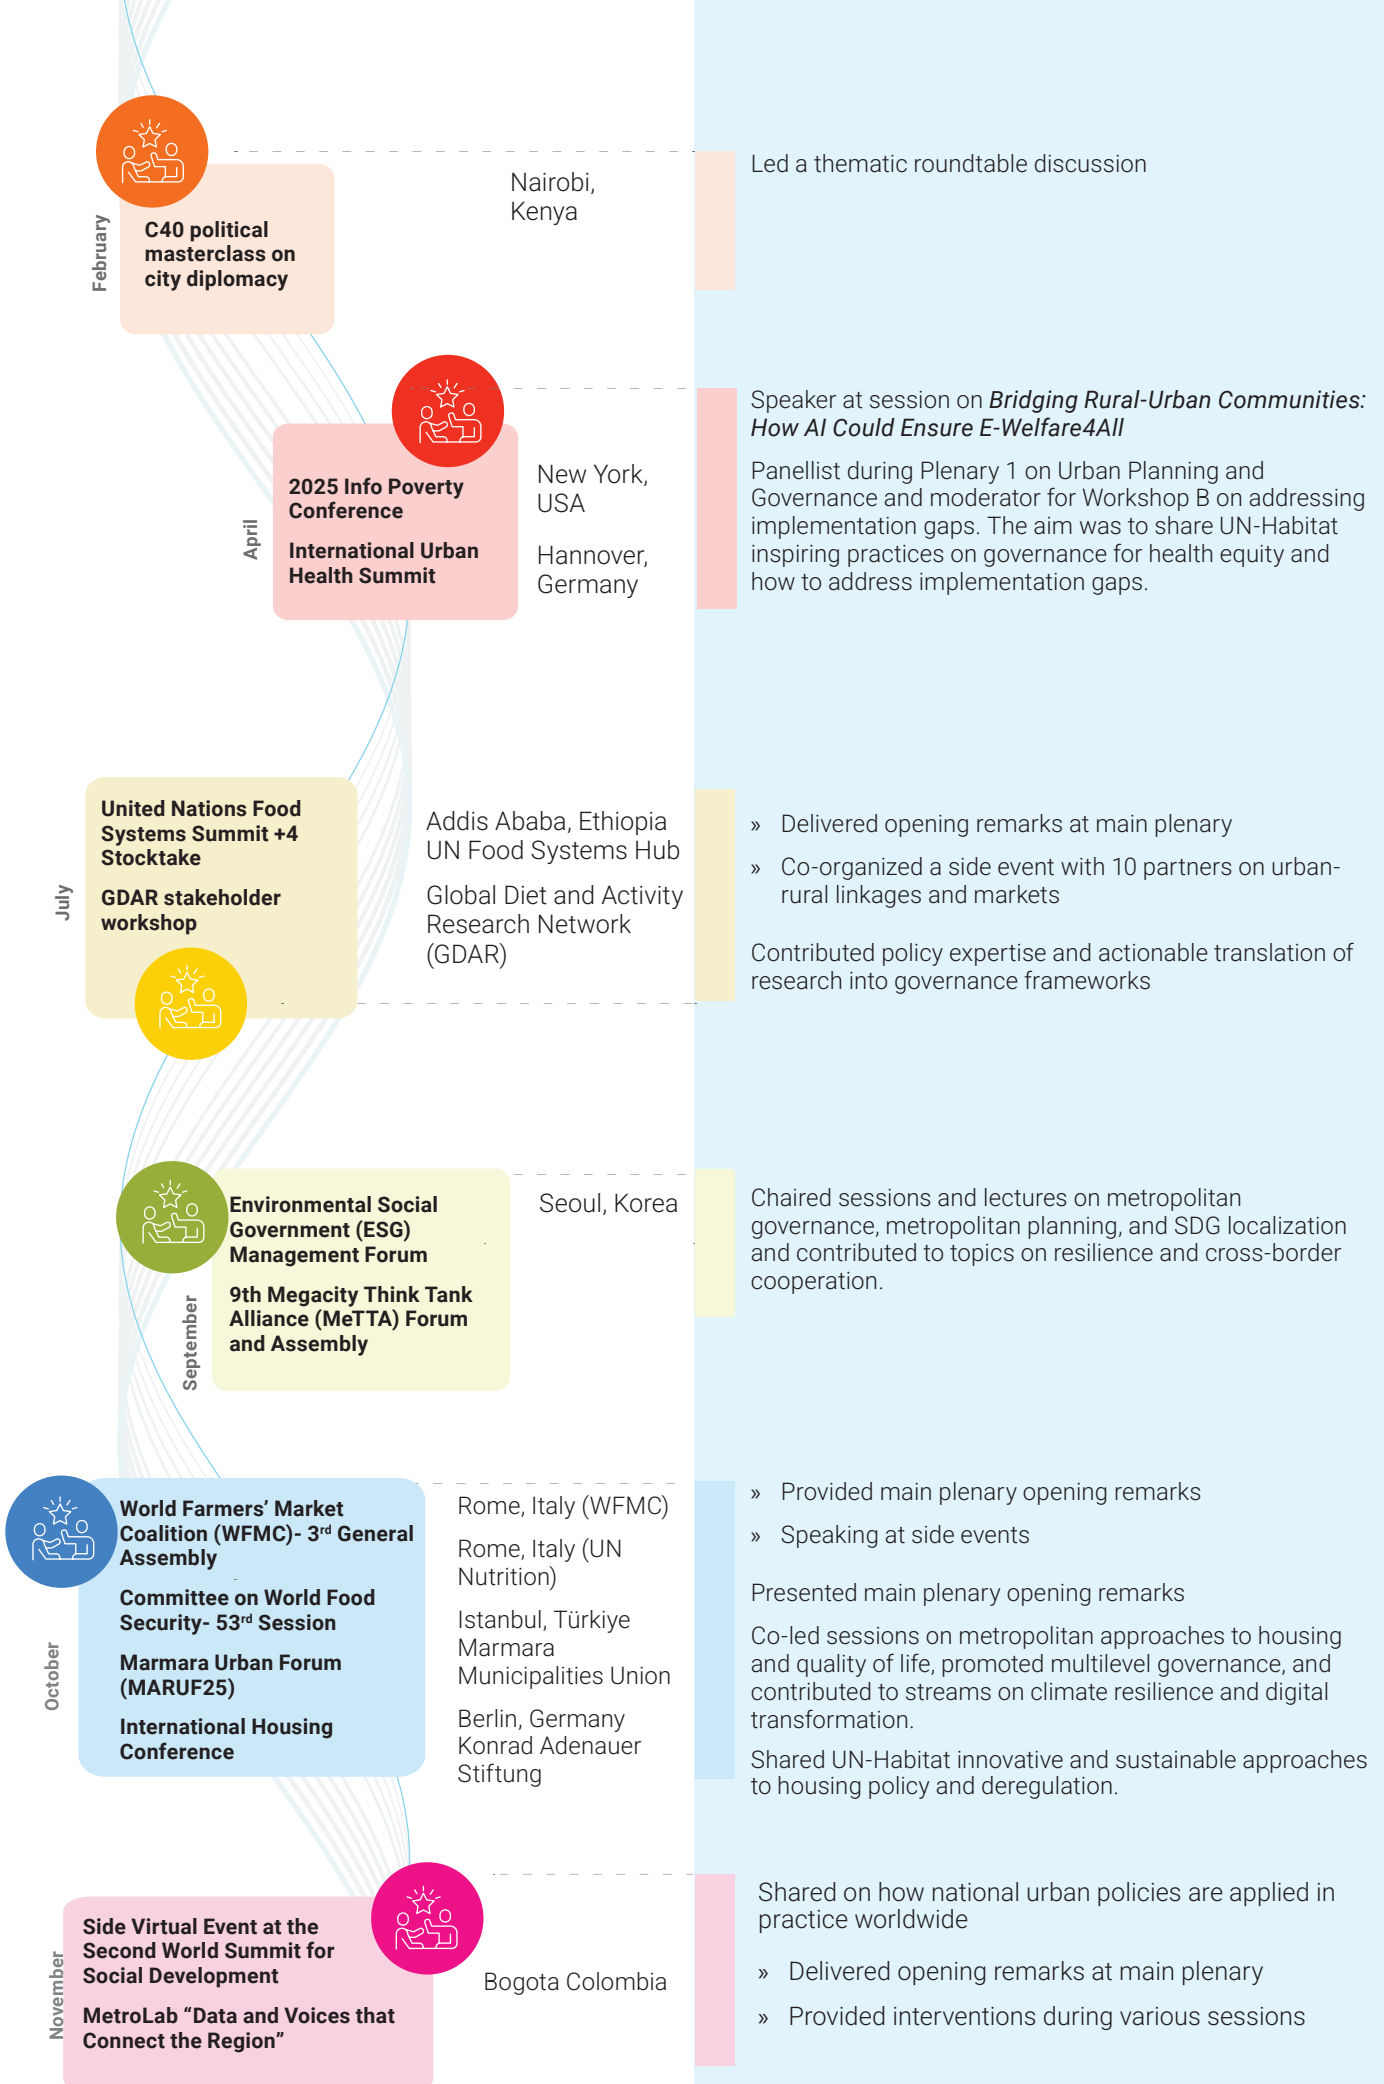 February
C40 political
masterclass on
city diplomacy
Nairobi,
Kenya
Led a thematic roundtable discussion
April
2025 Info Poverty
Conference
International Urban
Health Summit
New York,
USA
Hannover,
Germany
Speaker at session on Bridging Rural-Urban Communities:
How AI Could Ensure E-Welfare4All
Panellist during Plenary 1 on Urban Planning and
Governance and moderator for Workshop B on addressing
implementation gaps. The aim was to share UN-Habitat
inspiring practices on governance for health equity and
how to address implementation gaps.
July
United Nations Food
Systems Summit +4
Stocktake
GDAR stakeholder
workshop
Addis Ababa, Ethiopia
UN Food Systems Hub
Global Diet and Activity
Research Network
(GDAR)
» Delivered opening remarks at main plenary
» Co-organized a side event with 10 partners on urban-
rural linkages and markets
Contributed policy expertise and actionable translation of
research into governance frameworks
September
Environmental Social
Government (ESG)
Management Forum
9th Megacity Think Tank
Alliance (MeTTA) Forum
and Assembly
Seoul, Korea
Chaired sessions and lectures on metropolitan
governance, metropolitan planning, and SDG localization
and contributed to topics on resilience and cross-border
cooperation.
October
World Farmers’ Market
Coalition (WFMC)- 3rd General
Assembly
Committee on World Food
Security- 53rd Session
Marmara Urban Forum
(MARUF25)
International Housing
Conference
Rome, Italy (WFMC)
Rome, Italy (UN
Nutrition)
Istanbul, Türkiye
Marmara
Municipalities Union
Berlin, Germany
Konrad Adenauer
Stiftung
» Provided main plenary opening remarks
» Speaking at side events
Presented main plenary opening remarks
Co-led sessions on metropolitan approaches to housing
and quality of life, promoted multilevel governance, and
contributed to streams on climate resilience and digital
transformation.
Shared UN-Habitat innovative and sustainable approaches
to housing policy and deregulation.
November
Side Virtual Event at the
Second World Summit for
Social Development
MetroLab “Data and Voices that
Connect the Region”
Bogota Colombia
Shared on how national urban policies are applied in
practice worldwide
» Delivered opening remarks at main plenary
» Provided interventions during various sessions